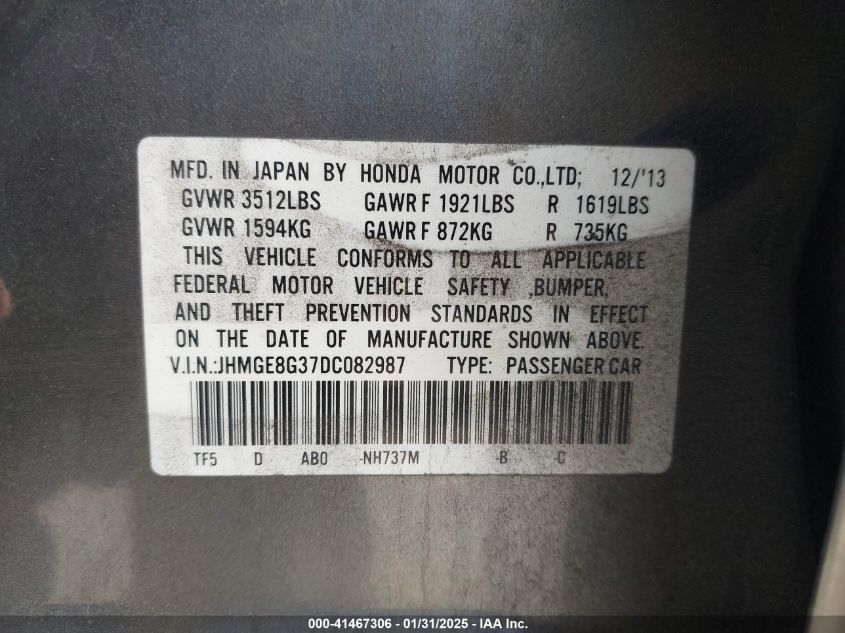 MFD. IN JAPAN BY HONDA MOTOR CO.,LTD; 12/'13
GVWR 3512LBS GAWR F 1921LBS R 1619LBS
GVWR 1594KG GAWR F 872KG R 735KG
THIS VEHICLE CONFORMS TO ALL APPLICABLE
FEDERAL MOTOR VEHICLE SAFETY ,BUMPER,
AND THEFT PREVENTION STANDARDS IN EFFECT
ON THE DATE OF MANUFACTURE SHOWN ABOVE.
V.I.N.:JHMGE8G37DC082987 TYPE: PASSENGER CAR
TF5 D AB0 -NH737M -B -C
000-41467306 - 01/31/2025 - IAA Inc.